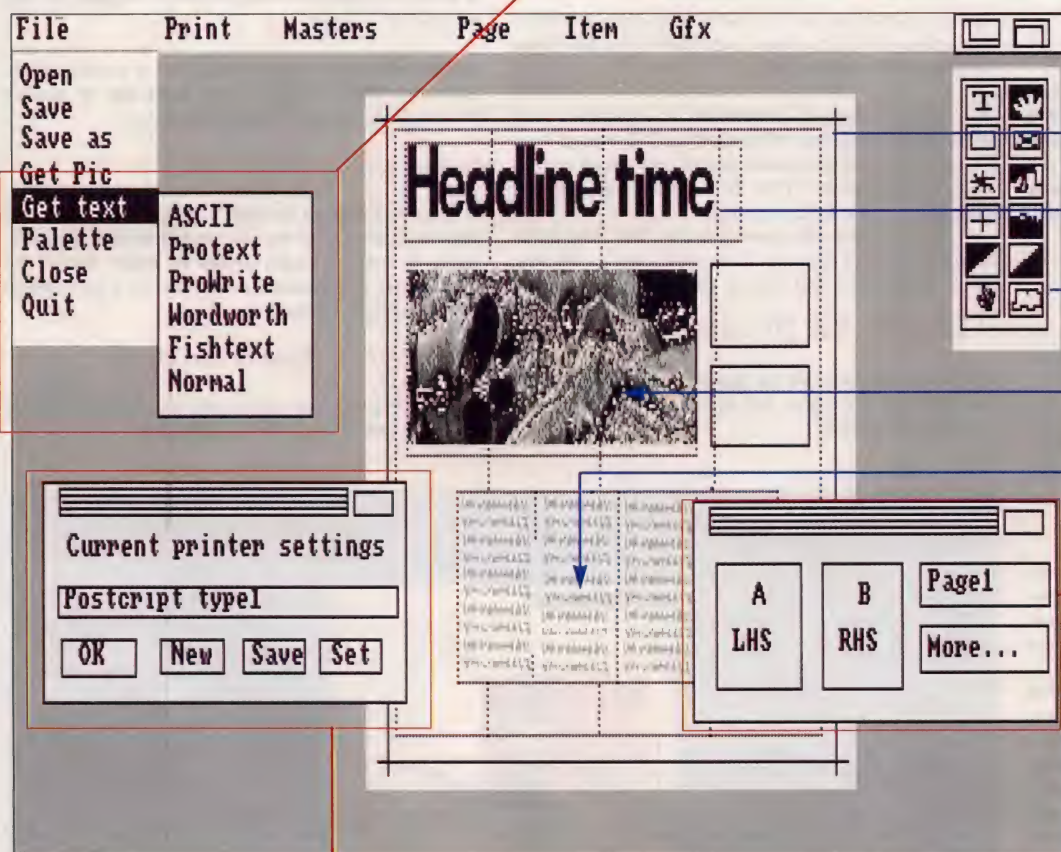 File Print Masters Page Item Gfx
Open
Save
Save as
Get Pic
Get text
Palette
Close
Quit
ASCII
Protext
ProWrite
Wordworth
Fishtext
Normal
Headline time
T
Current printer settings
Postcript type1
OK New Save Set
A
LHS
B
RHS
Page1
More...